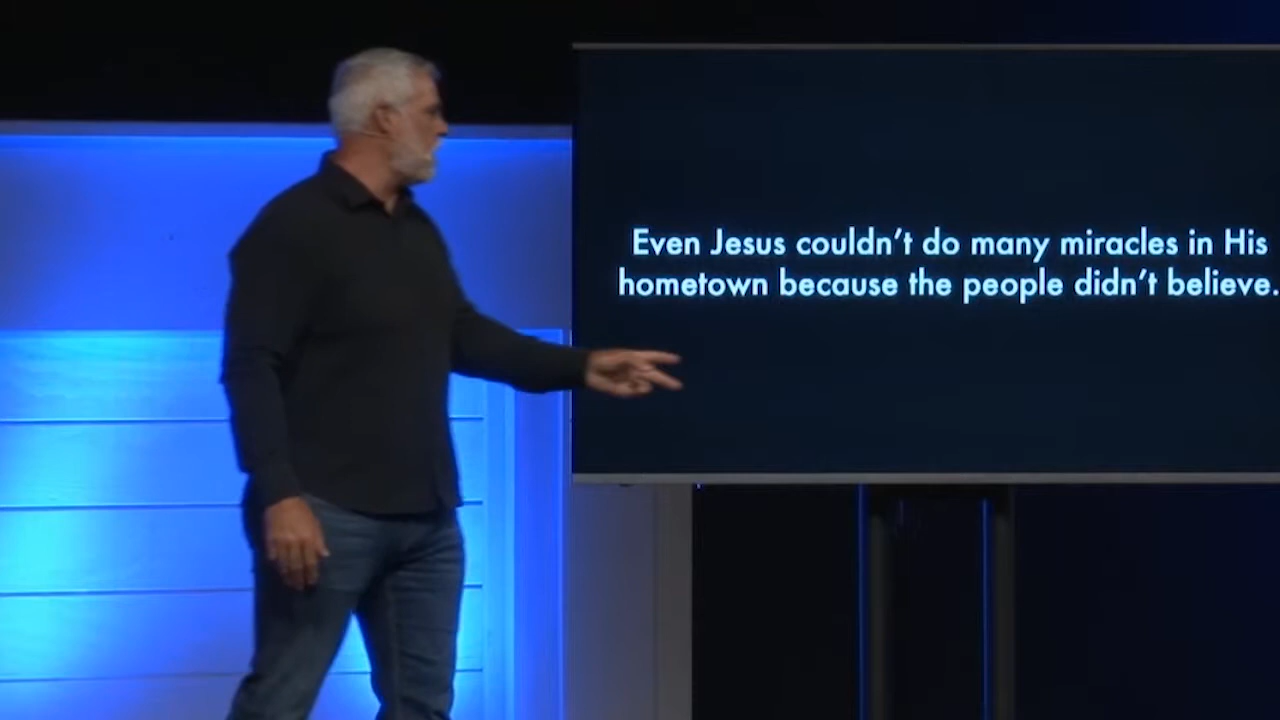 Even Jesus couldn't do many miracles in His
hometown because the people didn't believe.